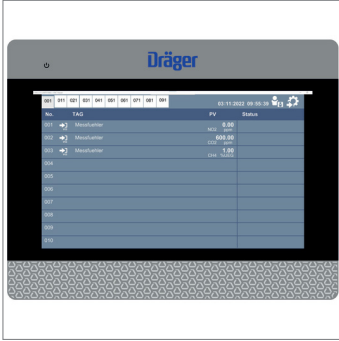 Dräger
001 011 021 031 041 051 061 071 081 091
03.11.2022 09:55:39
No. TAG PV Status
001 Messfuehler 0.00
NO2 ppm
002 Messfuehler 600.00
CO2 ppm
003 Messfuehler 1.00
CH4 %UEG
004
005
006
007
008
009
010